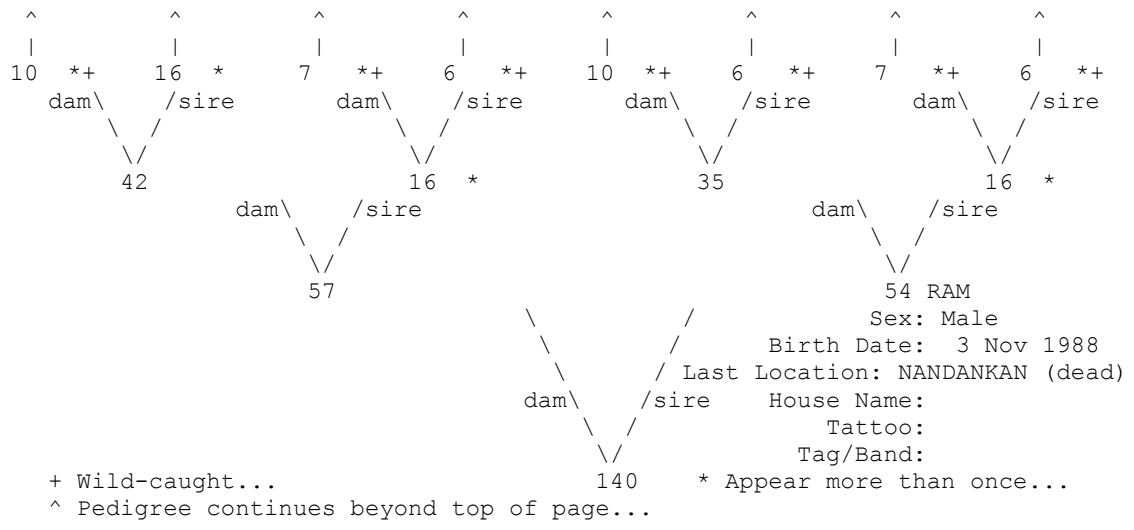 ^ ^ ^ ^ ^ ^ ^ ^
| | | | | | | |
10 *+ 16 * 7 *+ 6 *+ 10 *+ 6 *+ 7 *+ 6 *+
dam\ /sire dam\ /sire dam\ /sire dam\ /sire
\ / \ / \ / \ /
\/ \/ \/ \/
42 16 * 35 16 *
dam\ /sire dam\ /sire
\ / \ /
\/ \/
57 54 RAM
\ / Sex: Male
\ / Birth Date: 3 Nov 1988
\ / Last Location: NANDANKAN (dead)
dam\ /sire House Name:
\ / Tattoo:
\/ Tag/Band:
+ Wild-caught... 140 * Appear more than once...
^ Pedigree continues beyond top of page...